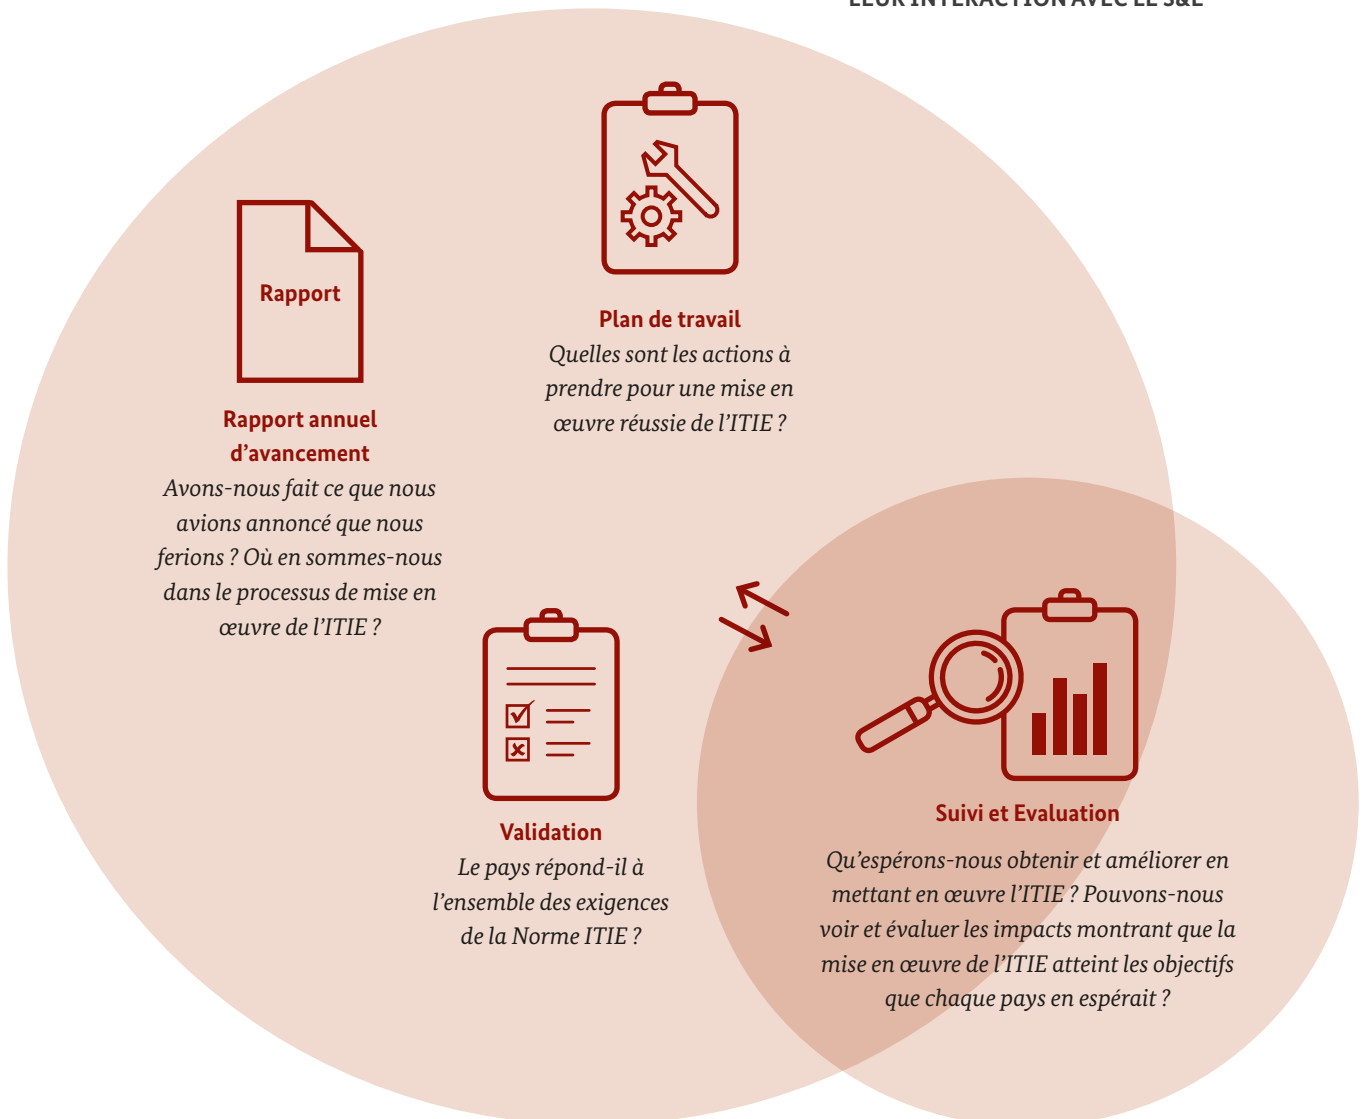 LEUR INTERACTION AVEC LE S&E
Plan de travail
Quelles sont les actions à
prendre pour une mise en
œuvre réussie de l’ITIE ?
Rapport
Rapport annuel
d’avancement
Avons-nous fait ce que nous
avions annoncé que nous
ferions ? Où en sommes-nous
dans le processus de mise en
œuvre de l’ITIE ?
Validation
Le pays répond-il à
l’ensemble des exigences
de la Norme ITIE ?
Suivi et Evaluation
Qu’espérons-nous obtenir et améliorer en
mettant en œuvre l’ITIE ? Pouvons-nous
voir et évaluer les impacts montrant que la
mise en œuvre de l’ITIE atteint les objectifs
que chaque pays en espérait ?